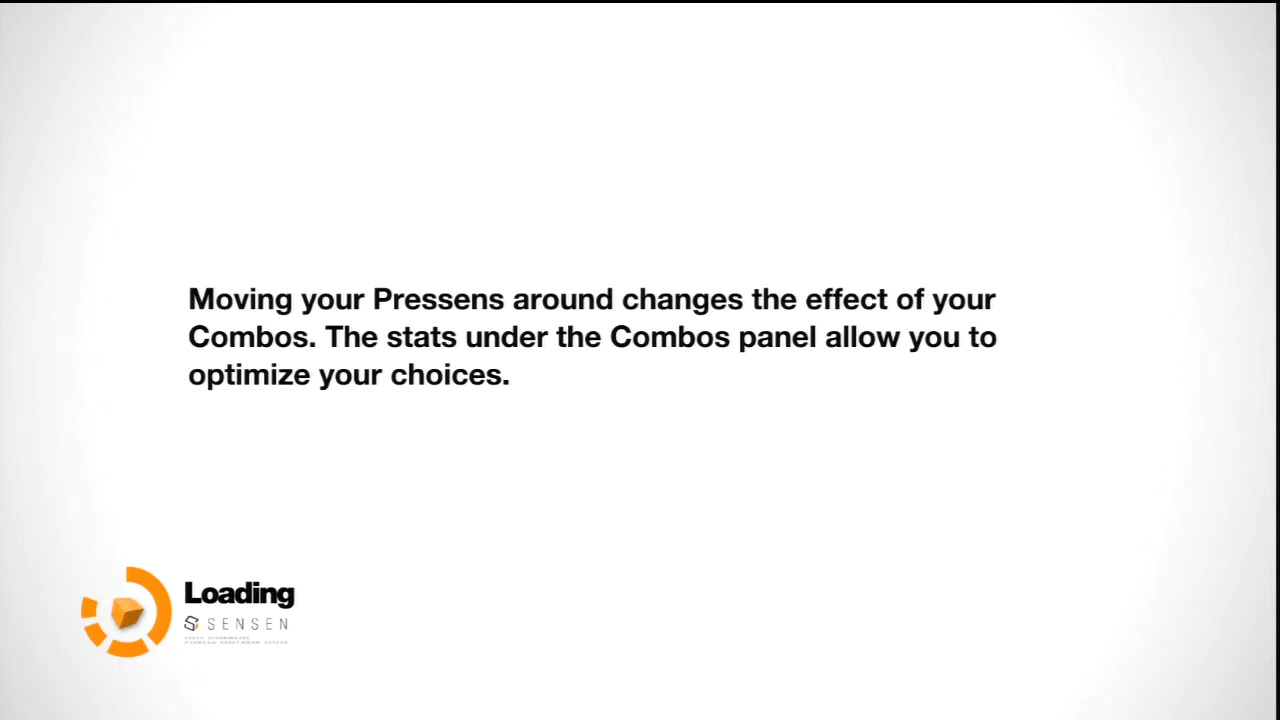 Moving your Pressens around changes the effect of your
Combos. The stats under the Combos panel allow you to
optimize your choices.
Loading
SENSEN